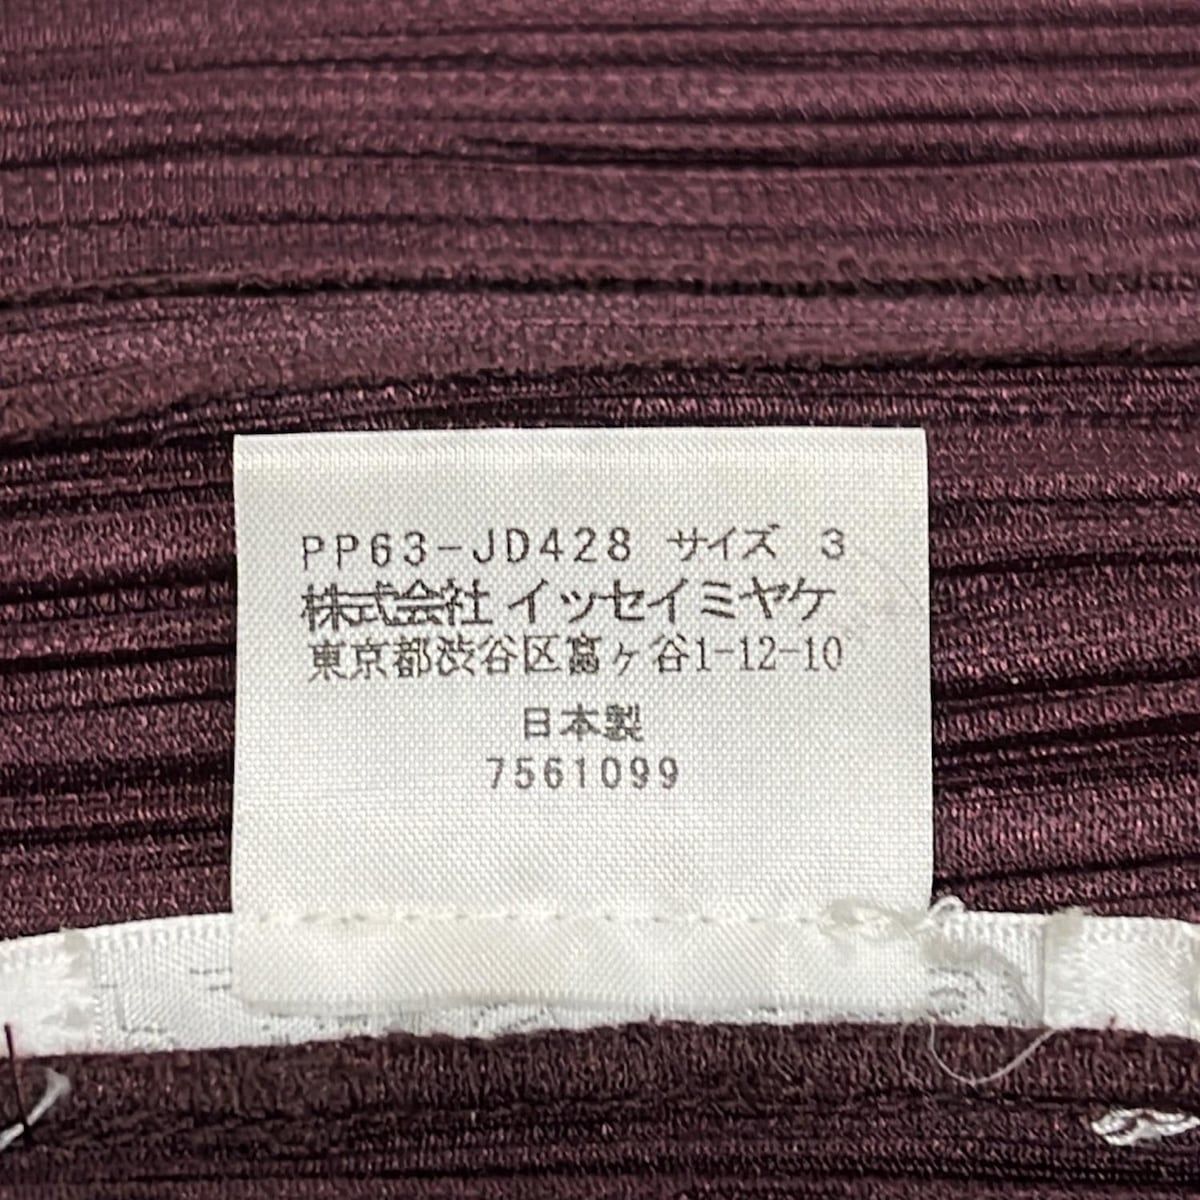 PP63-JD428 サイズ 3
株式会社 イッセイミヤケ
東京都渋谷区富ヶ谷1-12-10
日本製
7561099